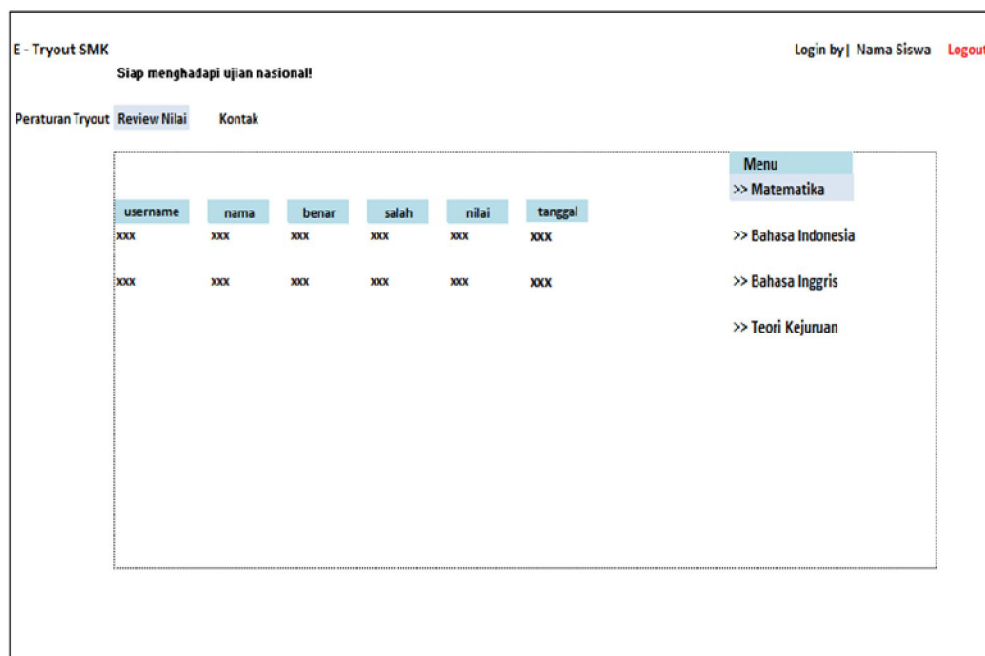 E - Tryout SMK
Login by| Nama Siswa Logout
Siap menghadapi ujian nasional!
Peraturan Tryout Review Nilai Kontak
Menu
>> Matematika
username nama benar salah nilai tanggal
xxx xxx xxx xxx xxx xxx
>> Bahasa Indonesia
xxx xxx xxx xxx xxx xxx
>> Bahasa Inggris
>> Teori Kejuruan